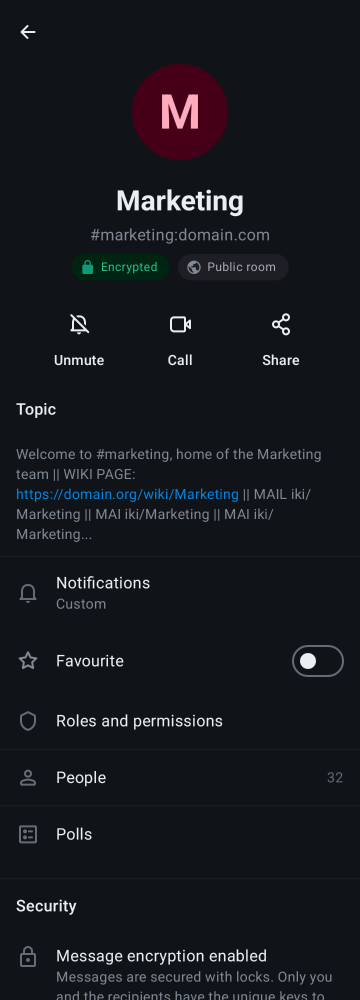 M
Marketing
#marketing:domain.com
Encrypted
Public room
Unmute
Call
Share
Topic
Welcome to #marketing, home of the Marketing
team || WIKI PAGE:
https://domain.org/wiki/Marketing || MAIL iki/
Marketing || MAI iki/Marketing || MAI iki/
Marketing...
Notifications
Custom
Favourite
Roles and permissions
People
32
Polls
Security
Message encryption enabled
Messages are secured with locks. Only you
and the recipients have the unique keys to